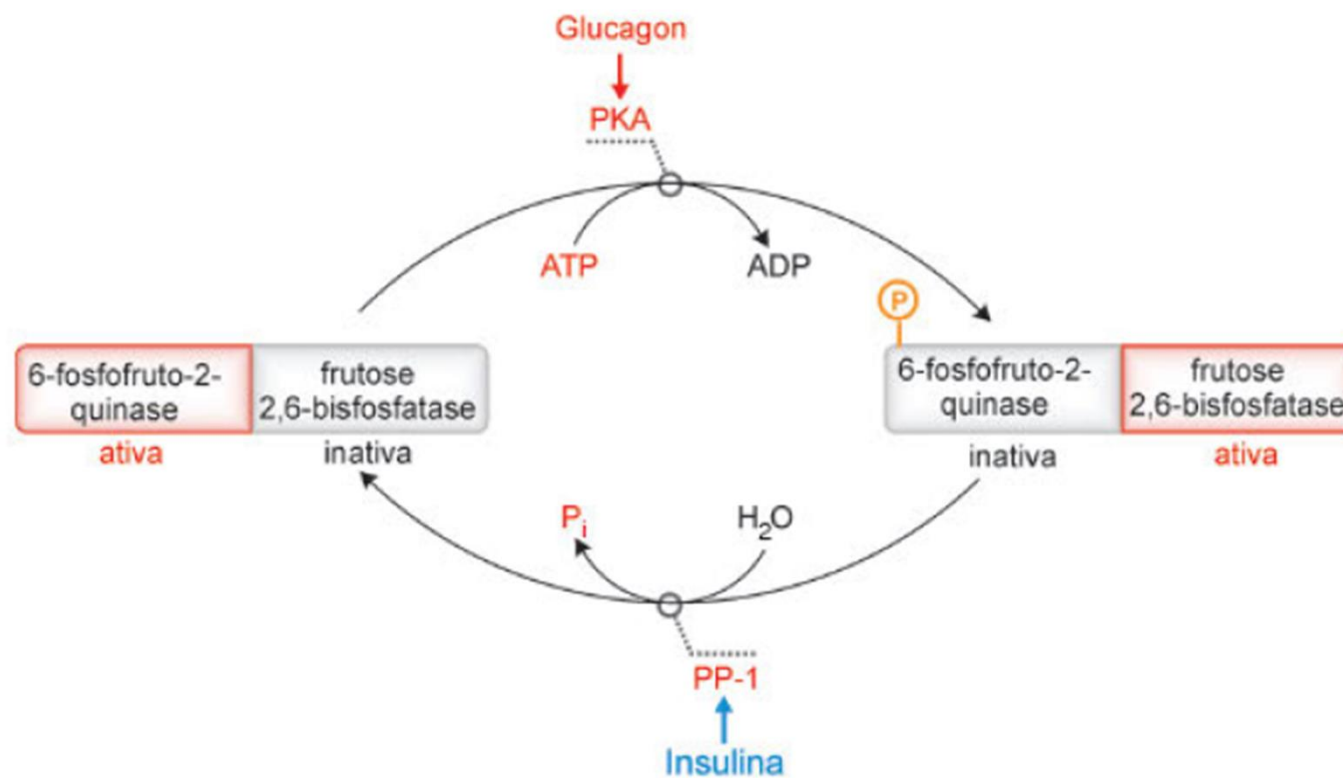 Glucagon
PKA
ATP
ADP
P
6-fosfofruto-2-
quinase
ativa
frutose
2,6-bisfosfatase
inativa
6-fosfofruto-2-
quinase
inativa
frutose
2,6-bisfosfatase
ativa
Pi
H2O
PP-1
Insulina